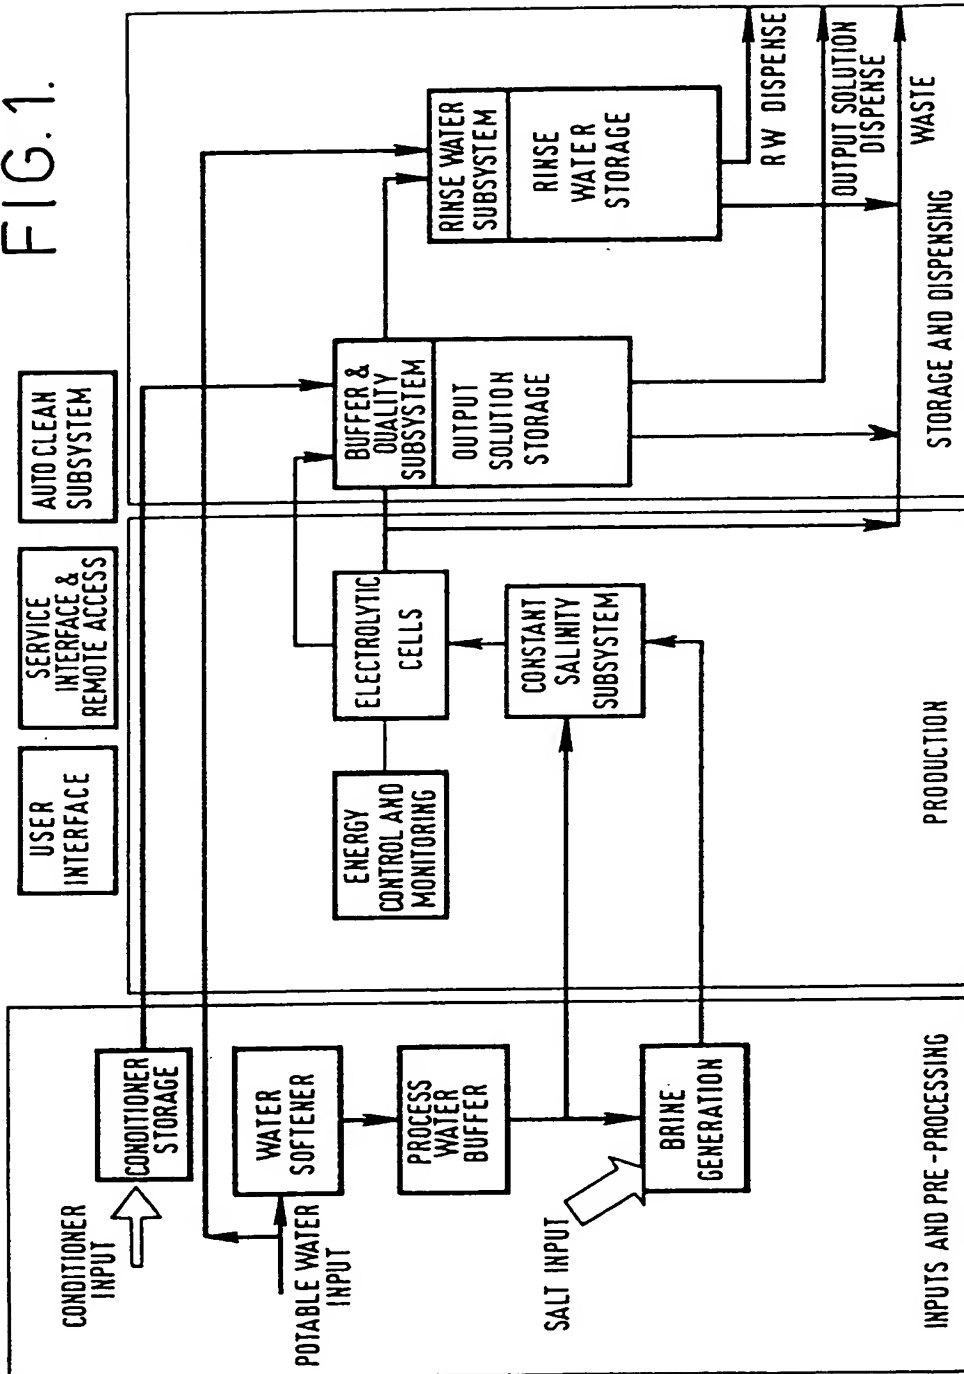 FIG.1.
USER
INTERFACE
SERVICE
INTERFACE &
REMOTE ACCESS
AUTOCLEAN
SUBSYSTEM
CONDITIONER
INPUT
CONDITIONER
STORAGE
POTABLE WATER
INPUT
WATER
SOFTENER
PROCESS
WATER
BUFFER
SALT INPUT
BRINE
GENERATION
INPUTS AND PRE-PROCESSING
ENERGY
CONTROL AND
MONITORING
ELECTROLYTIC
CELLS
CONSTANT
SALINITY
SUBSYSTEM
PRODUCTION
BUFFER &
QUALITY
SUBSYSTEM
OUTPUT
SOLUTION
STORAGE
RINSE WATER
SUBSYSTEM
RINSE
WATER
STORAGE
RW DISPENSE
OUTPUT SOLUTION
DISPENSE
WASTE
STORAGE AND DISPENSING